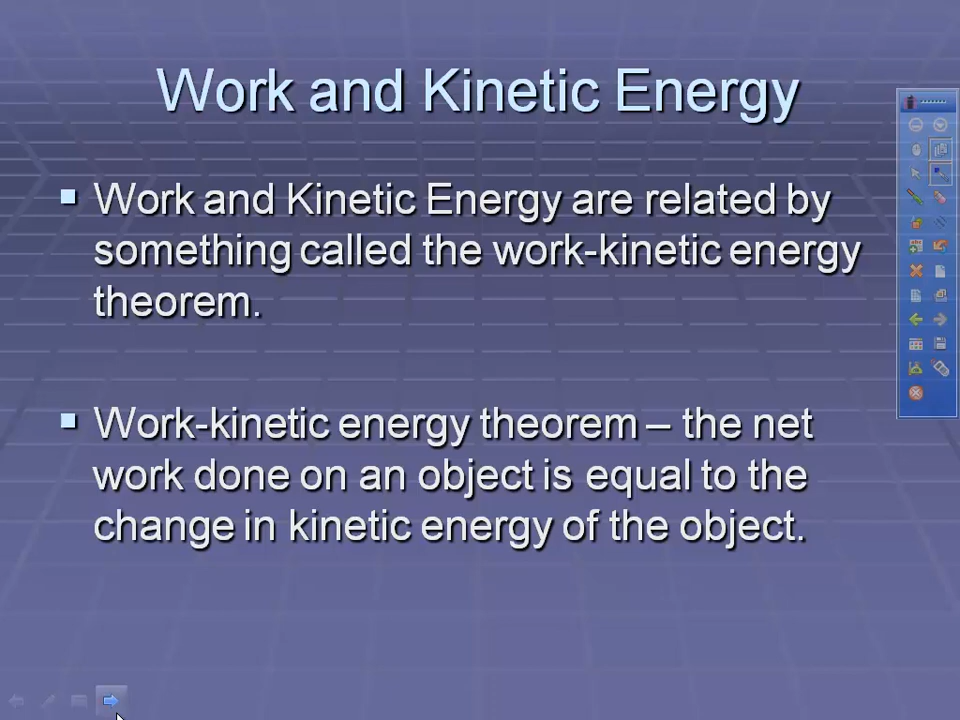 Work and Kinetic Energy
Work and Kinetic Energy are related by
something called the work-kinetic energy
theorem.
Work-kinetic energy theorem – the net
work done on an object is equal to the
change in kinetic energy of the object.